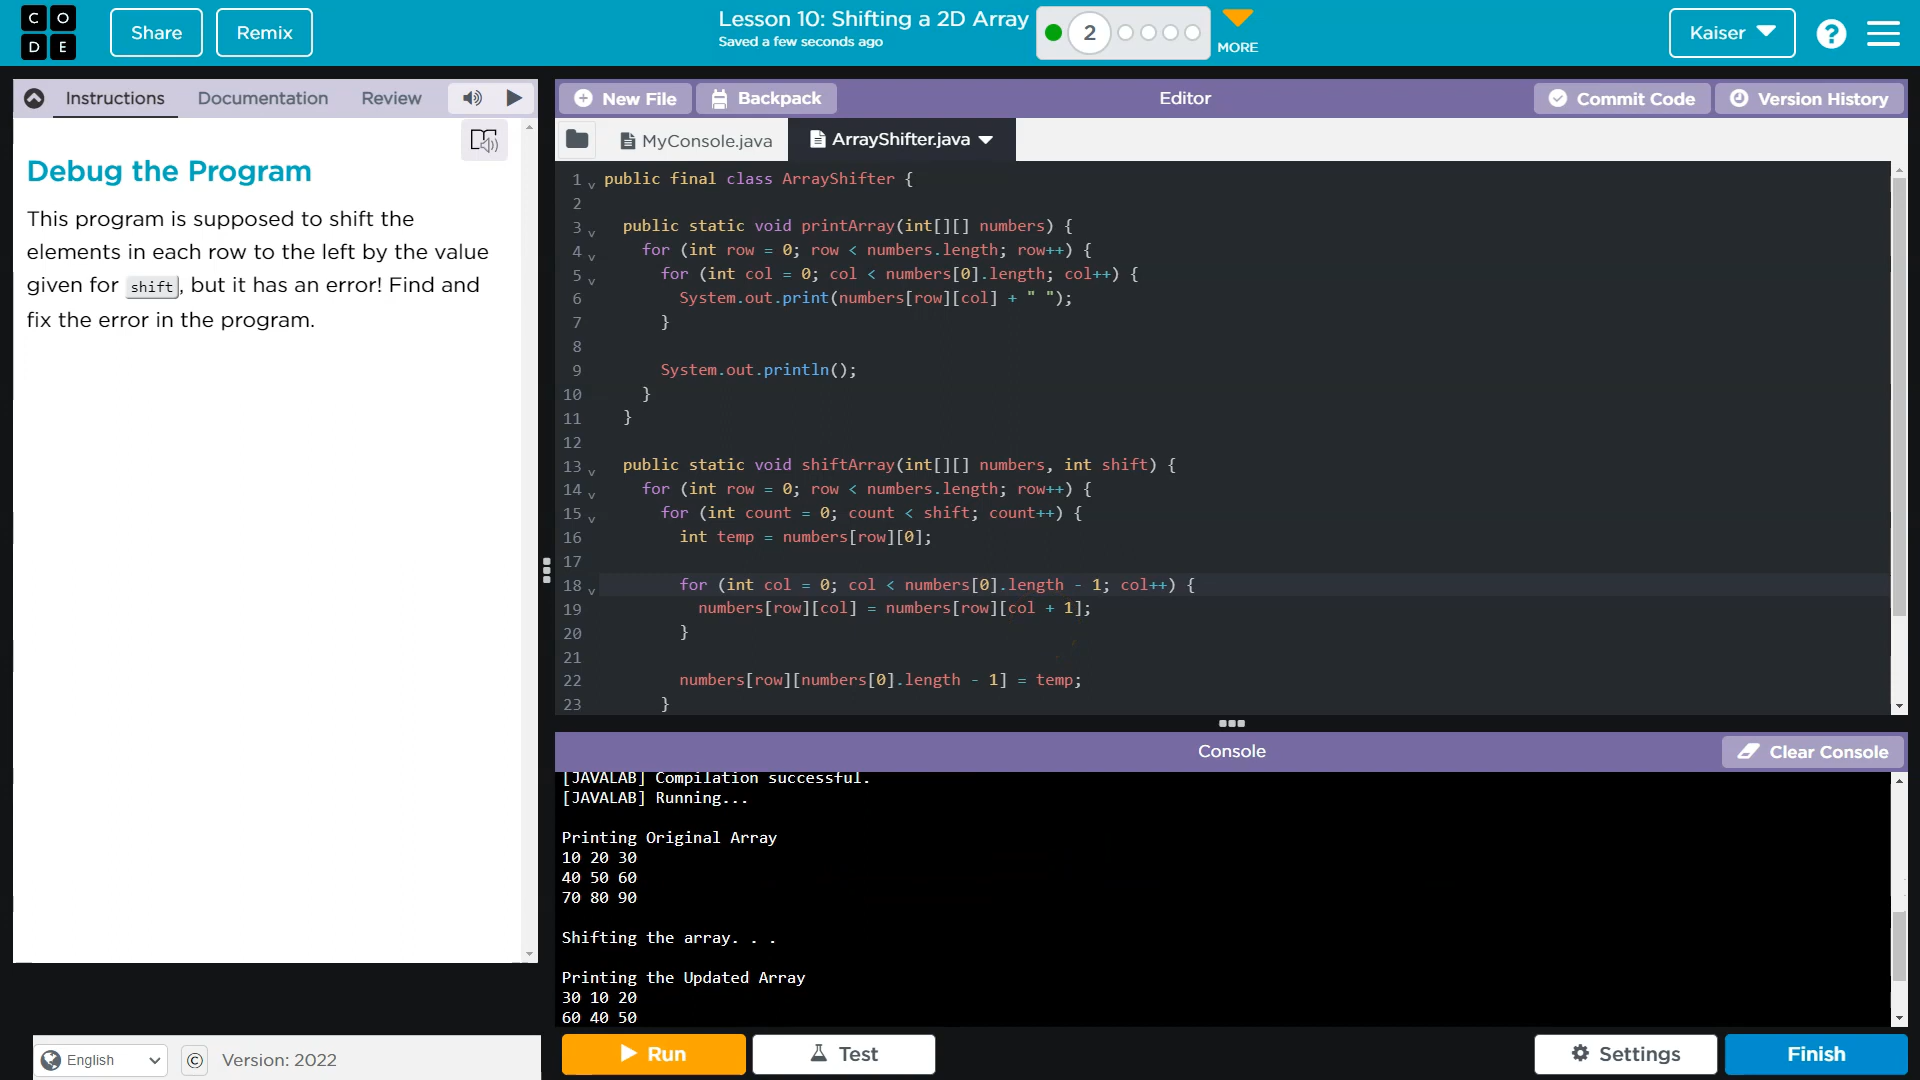 C O
D E
Share
Remix
Lesson 10: Shifting a 2D Array
Saved a few seconds ago
2
MORE
Kaiser
?
Instructions
Documentation
Review
Debug the Program
This program is supposed to shift the
elements in each row to the left by the value
given for shift, but it has an error! Find and
fix the error in the program.
New File
Backpack
Editor
Commit Code
Version History
MyConsole.java
ArrayShifter.java
1 public final class ArrayShifter {
2
3 public static void printArray(int[][] numbers) {
4 for (int row = 0; row < numbers.length; row++) {
5 for (int col = 0; col < numbers[0].length; col++) {
6 System.out.print(numbers[row][col] + " ");
7 }
8
9 System.out.println();
10 }
11 }
12
13 public static void shiftArray(int[][] numbers, int shift) {
14 for (int row = 0; row < numbers.length; row++) {
15 for (int count = 0; count < shift; count++) {
16 int temp = numbers[row][0];
17
18 for (int col = 0; col < numbers[0].length - 1; col++) {
19 numbers[row][col] = numbers[row][col + 1];
20 }
21
22 numbers[row][numbers[0].length - 1] = temp;
23 }
Console
Clear Console
[JAVALAB] Compilation successful.
[JAVALAB] Running...
Printing Original Array
10 20 30
40 50 60
70 80 90
Shifting the array. . .
Printing the Updated Array
30 10 20
60 40 50
English
©
Version: 2022
Run
Test
Settings
Finish